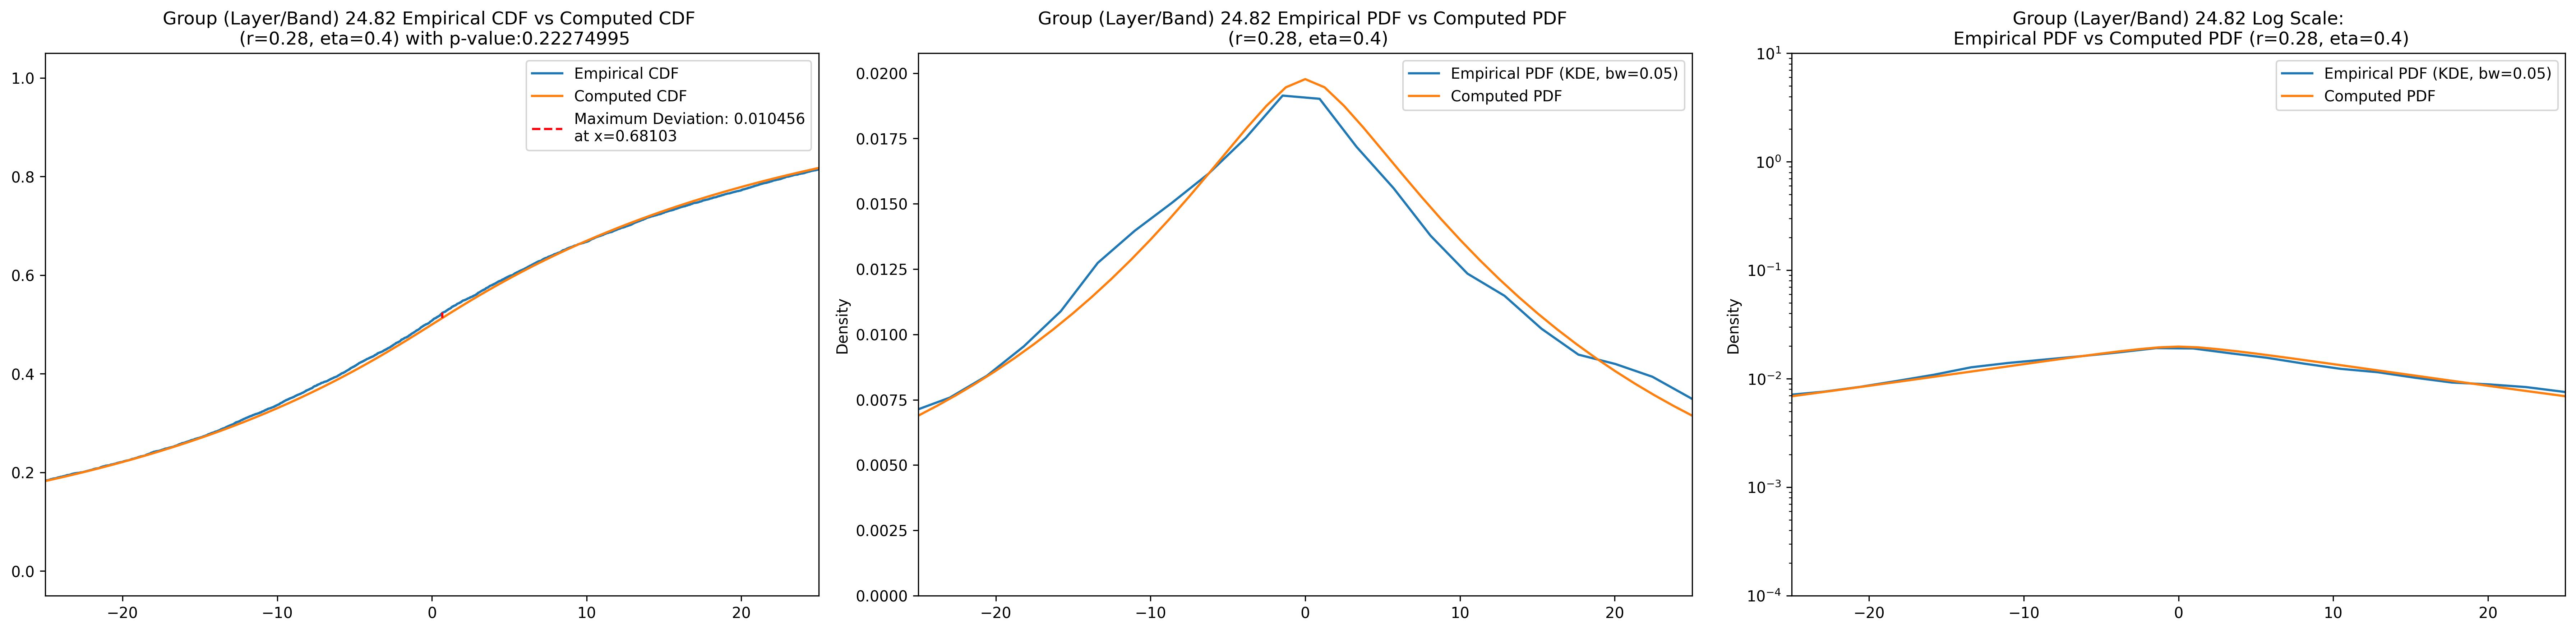 Group (Layer/Band) 24.82 Empirical CDF vs Computed CDF
(r=0.28, eta=0.4) with p-value:0.22274995
Empirical CDF
Computed CDF
Maximum Deviation: 0.010456
at x=0.68103
1.0
0.8
0.6
0.4
0.2
0.0
−20
−10
0
10
20
Group (Layer/Band) 24.82 Empirical PDF vs Computed PDF
(r=0.28, eta=0.4)
Empirical PDF (KDE, bw=0.05)
Computed PDF
Density
0.0200
0.0175
0.0150
0.0125
0.0100
0.0075
0.0050
0.0025
0.0000
−20
−10
0
10
20
Group (Layer/Band) 24.82 Log Scale:
Empirical PDF vs Computed PDF (r=0.28, eta=0.4)
Empirical PDF (KDE, bw=0.05)
Computed PDF
Density
10¹
10⁰
10⁻¹
10⁻²
10⁻³
10⁻⁴
−20
−10
0
10
20